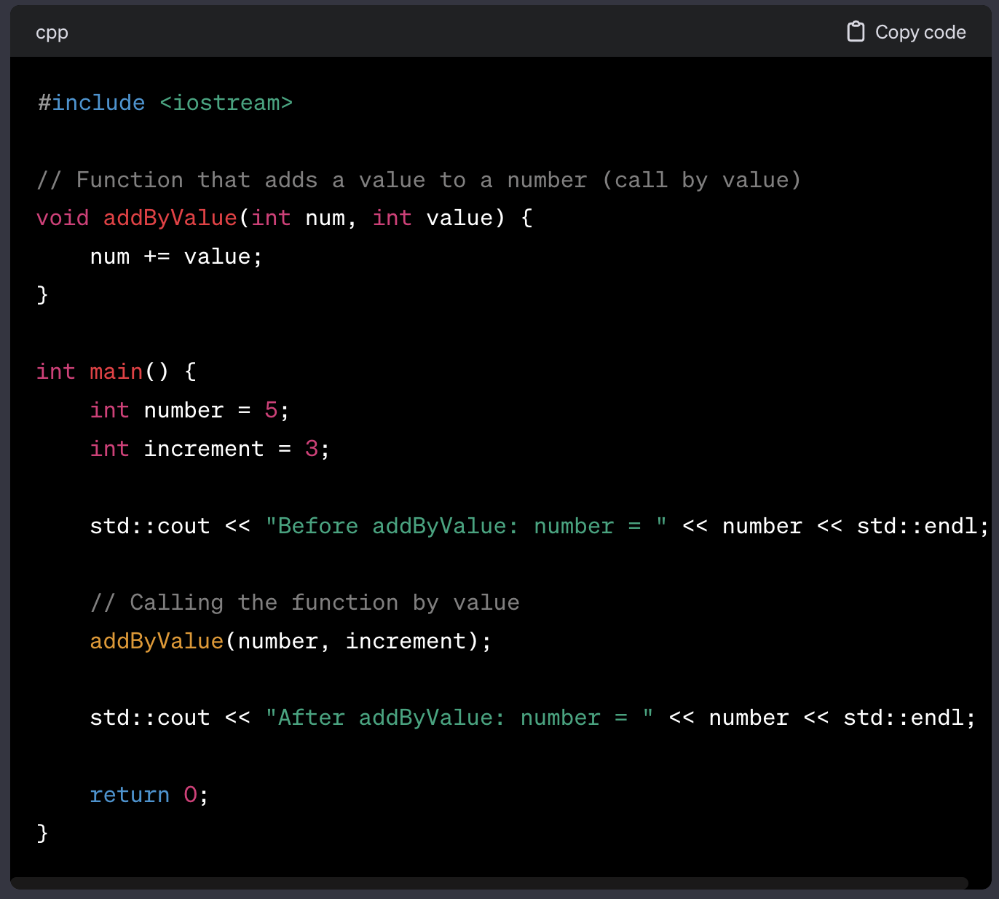 cpp
Copy code
#include <iostream>
// Function that adds a value to a number (call by value)
void addByValue(int num, int value) {
    num += value;
}
int main() {
    int number = 5;
    int increment = 3;
    std::cout << "Before addByValue: number = " << number << std::endl;
    // Calling the function by value
    addByValue(number, increment);
    std::cout << "After addByValue: number = " << number << std::endl;
    return 0;
}